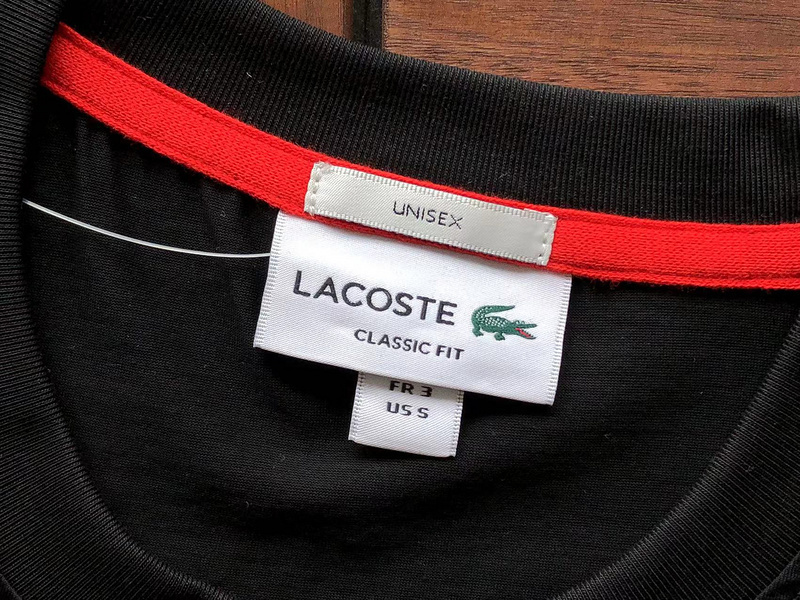 UNISEX
LACOSTE
CLASSIC FIT
FR 3
US S